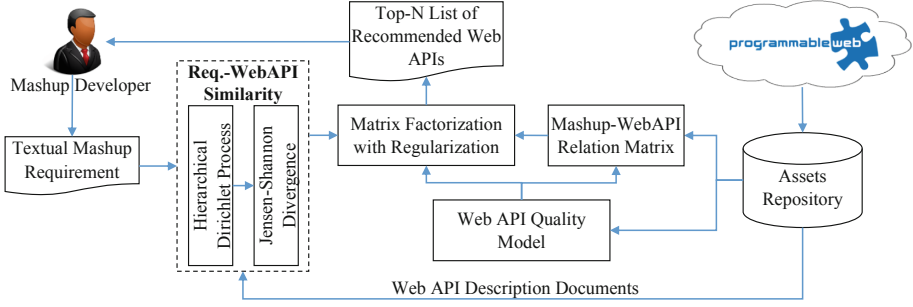 Top-N List of
Recommended Web
APIs
programmableweb
Mashup Developer
Req.-WebAPI
Similarity
Hierarchical
Dirichlet Process
Jensen-Shannon
Divergence
Textual Mashup
Requirement
Matrix Factorization
with Regularization
Mashup-WebAPI
Relation Matrix
Assets
Repository
Web API Quality
Model
Web API Description Documents